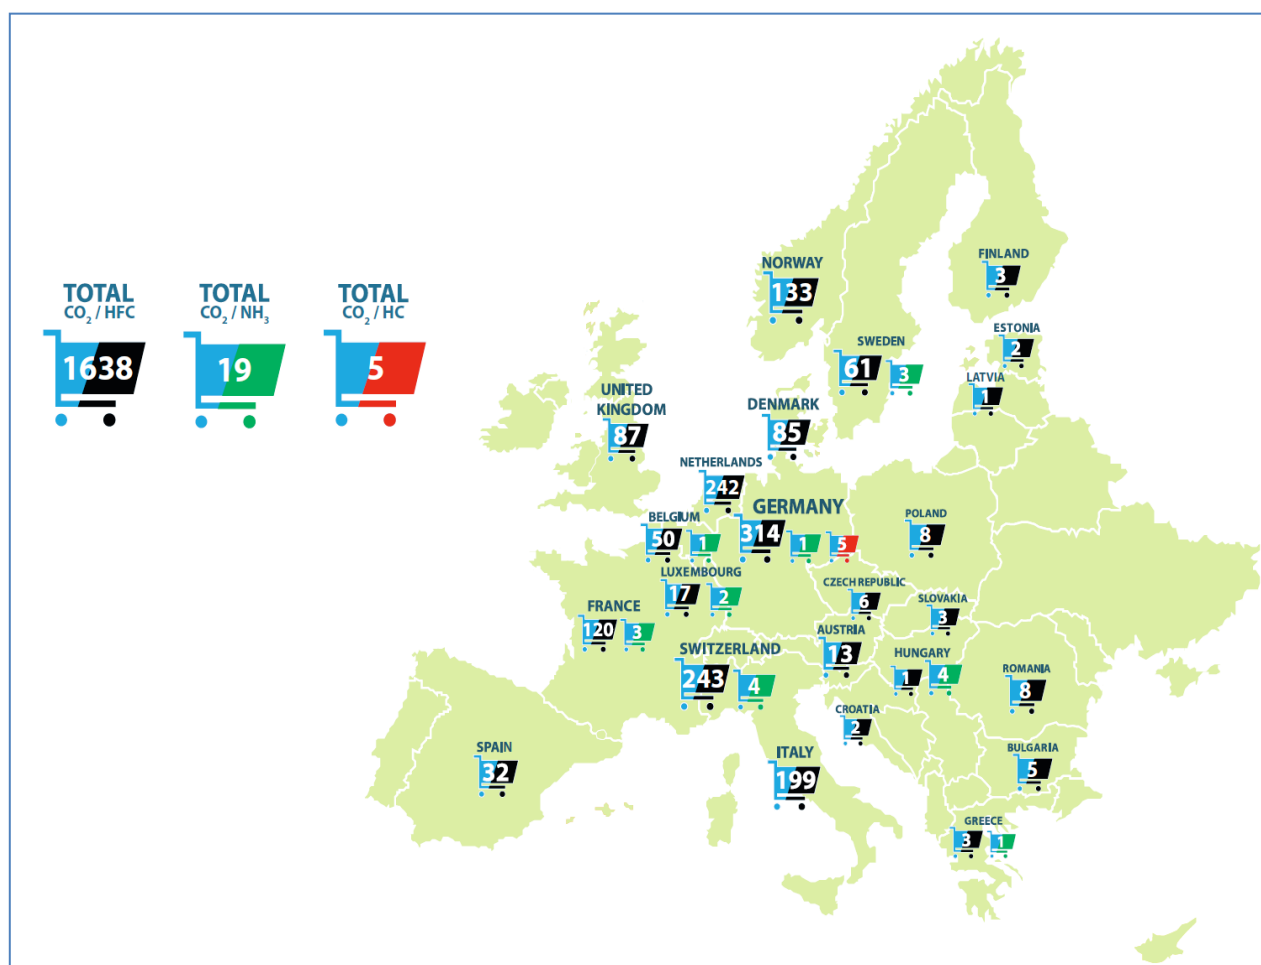 TOTAL
CO₂ / HFC
1638
TOTAL
CO₂ / NH₃
19
TOTAL
CO₂ / HC
5
NORWAY
133
FINLAND
3
SWEDEN
61
3
ESTONIA
2
LATVIA
1
UNITED
KINGDOM
87
DENMARK
85
NETHERLANDS
242
GERMANY
314
1
5
BELGIUM
50
1
POLAND
8
LUXEMBOURG
17
2
CZECH REPUBLIC
6
SLOVAKIA
3
FRANCE
120
3
AUSTRIA
13
SWITZERLAND
243
4
HUNGARY
1
4
ROMANIA
8
CROATIA
2
SPAIN
32
ITALY
199
BULGARIA
5
GREECE
3
1